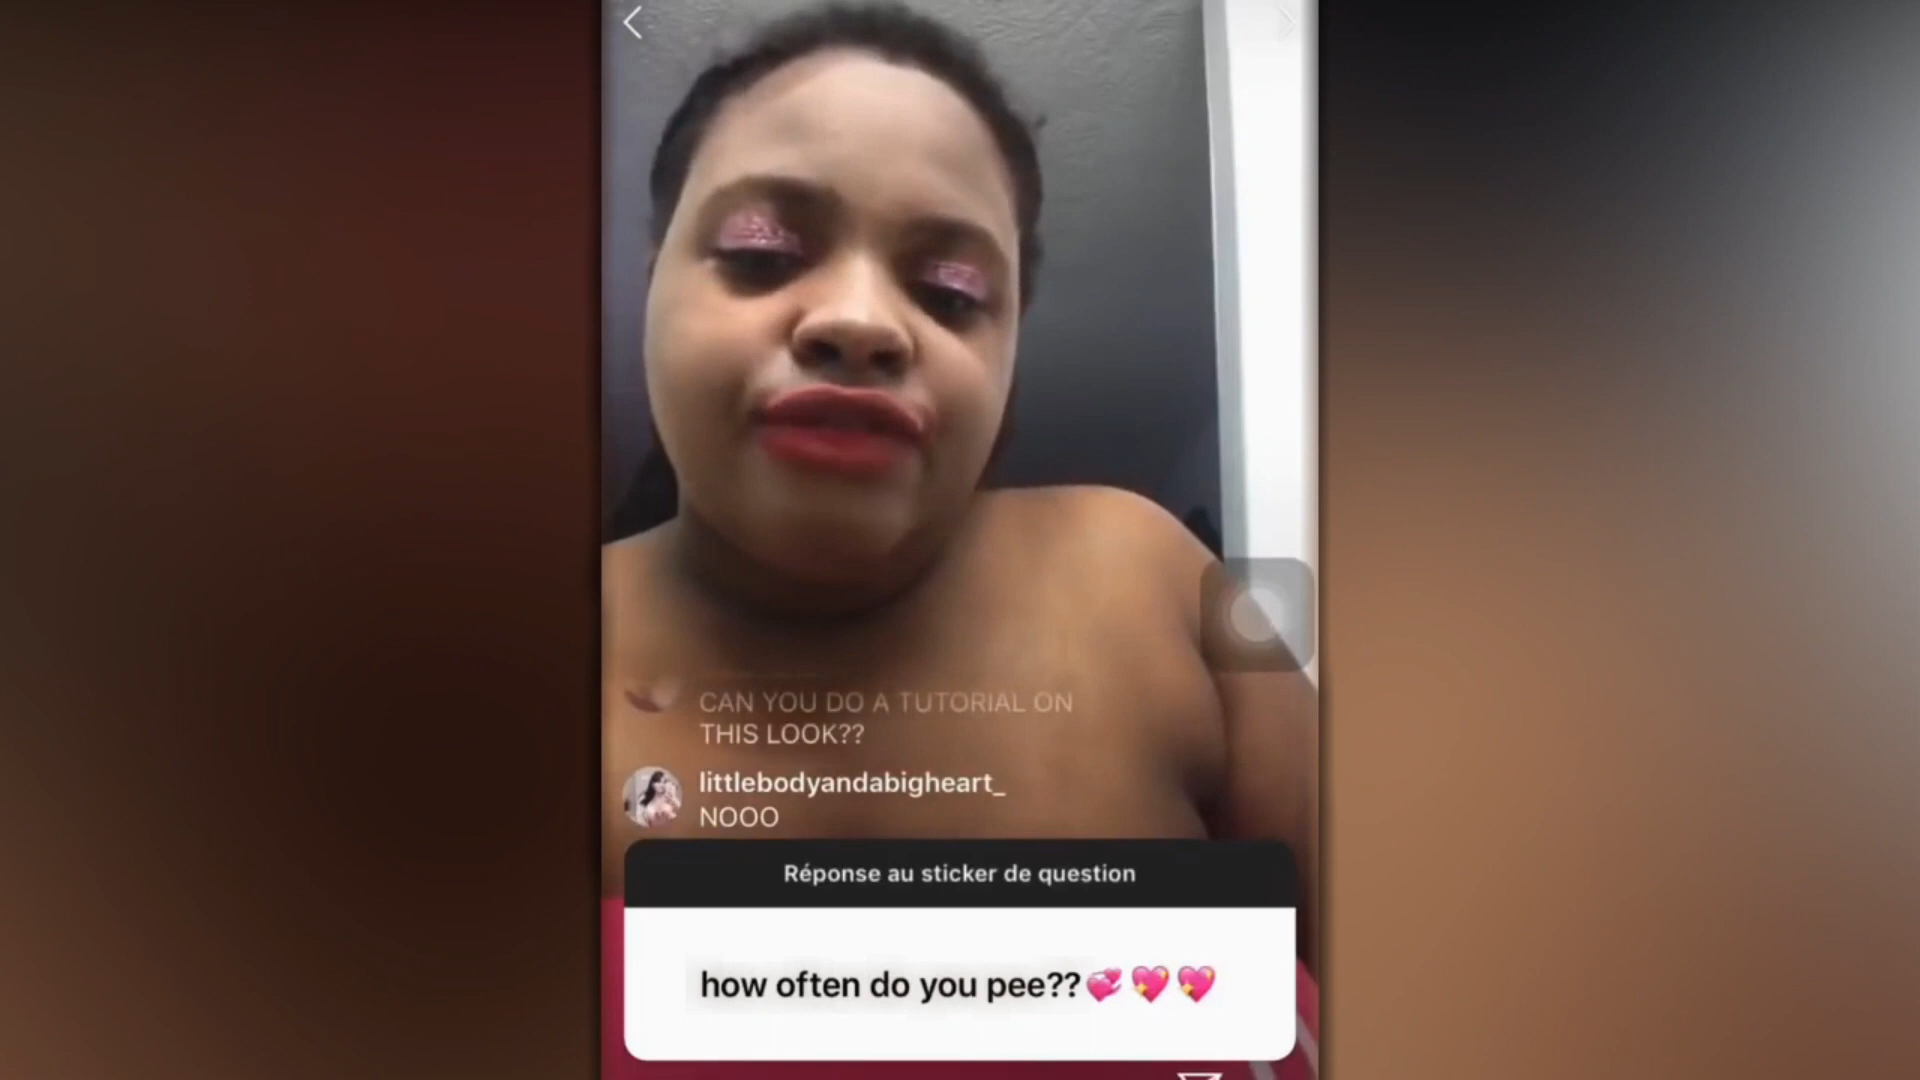 CAN YOU DO A TUTORIAL ON
THIS LOOK??
littlebodyandabigheart_
NOOO
Réponse au sticker de question
how often do you pee??💞💖💖